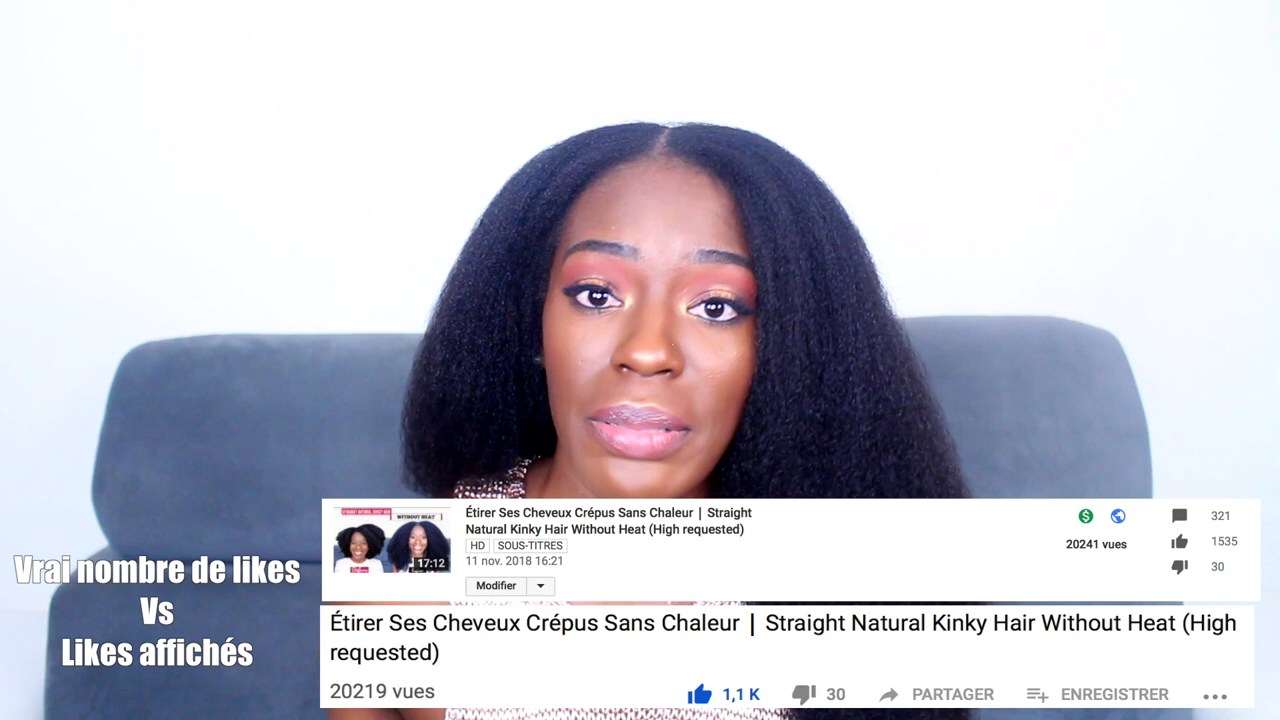 Vrai nombre de likes
Vs
Likes affichés
WITHOUT HEAT
17:12
Étirer Ses Cheveux Crépus Sans Chaleur | Straight
Natural Kinky Hair Without Heat (High requested)
HD SOUS-TITRES
11 nov. 2018 16:21
Modifier
20241 vues
321
1535
30
Étirer Ses Cheveux Crépus Sans Chaleur | Straight Natural Kinky Hair Without Heat (High
requested)
20219 vues
1,1 K 30 PARTAGER ENREGISTRER